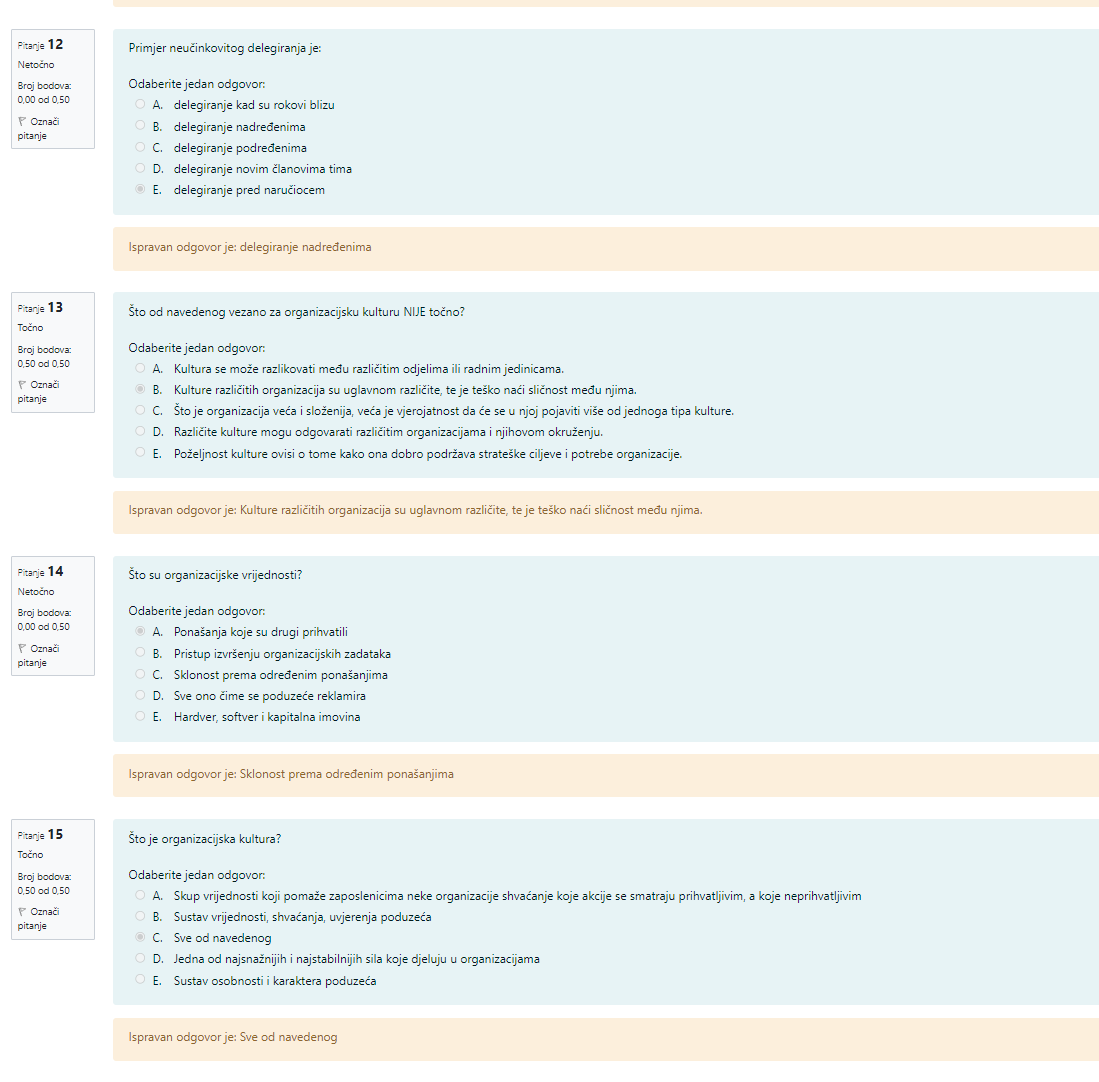 Pitanje 12
Netočno
Broj bodova:
0,00 od 0,50
Označi
pitanje
Primjer neučinkovitog delegiranja je:
Odaberite jedan odgovor:
A. delegiranje kad su rokovi blizu
B. delegiranje nadređenima
C. delegiranje podređenima
D. delegiranje novim članovima tima
E. delegiranje pred naručiocem
Ispravan odgovor je: delegiranje nadređenima
Pitanje 13
Točno
Broj bodova:
0,50 od 0,50
Označi
pitanje
Što od navedenog vezano za organizacijsku kulturu NIJE točno?
Odaberite jedan odgovor:
A. Kultura se može razlikovati među različitim odjelima ili radnim jedinicama.
B. Kulture različitih organizacija su uglavnom različite, te je teško naći sličnost među njima.
C. Što je organizacija veća i složenija, veća je vjerojatnost da će se u njoj pojaviti više od jednoga tipa kulture.
D. Različite kulture mogu odgovarati različitim organizacijama i njihovom okruženju.
E. Poželjnost kulture ovisi o tome kako ona dobro podržava strateške ciljeve i potrebe organizacije.
Ispravan odgovor je: Kulture različitih organizacija su uglavnom različite, te je teško naći sličnost među njima.
Pitanje 14
Netočno
Broj bodova:
0,00 od 0,50
Označi
pitanje
Što su organizacijske vrijednosti?
Odaberite jedan odgovor:
A. Ponašanja koje su drugi prihvatili
B. Pristup izvršenju organizacijskih zadataka
C. Sklonost prema određenim ponašanjima
D. Sve ono čime se poduzeće reklamira
E. Hardver, softver i kapitalna imovina
Ispravan odgovor je: Sklonost prema određenim ponašanjima
Pitanje 15
Točno
Broj bodova:
0,50 od 0,50
Označi
pitanje
Što je organizacijska kultura?
Odaberite jedan odgovor:
A. Skup vrijednosti koji pomaže zaposlenicima neke organizacije shvaćanje koje akcije se smatraju prihvatljivim, a koje neprihvatljivim
B. Sustav vrijednosti, shvaćanja, uvjerenja poduzeća
C. Sve od navedenog
D. Jedna od najsnažnijih i najstabilnijih sila koje djeluju u organizacijama
E. Sustav osobnosti i karaktera poduzeća
Ispravan odgovor je: Sve od navedenog